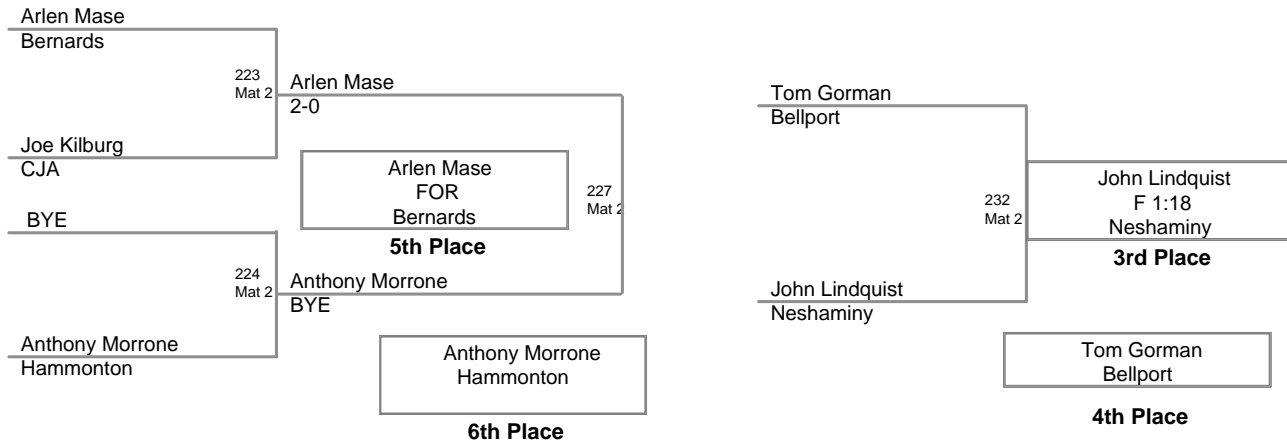 Arlen Mase
Bernards
223
Mat 2
Arlen Mase
2-0
Joe Kilburg
CJA
Arlen Mase
FOR
Bernards
5th Place
227
Mat 2
BYE
224
Mat 2
Anthony Morrone
BYE
Anthony Morrone
Hammonton
Anthony Morrone
Hammonton
6th Place
Tom Gorman
Bellport
232
Mat 2
John Lindquist
F 1:18
Neshaminy
3rd Place
John Lindquist
Neshaminy
Tom Gorman
Bellport
4th Place